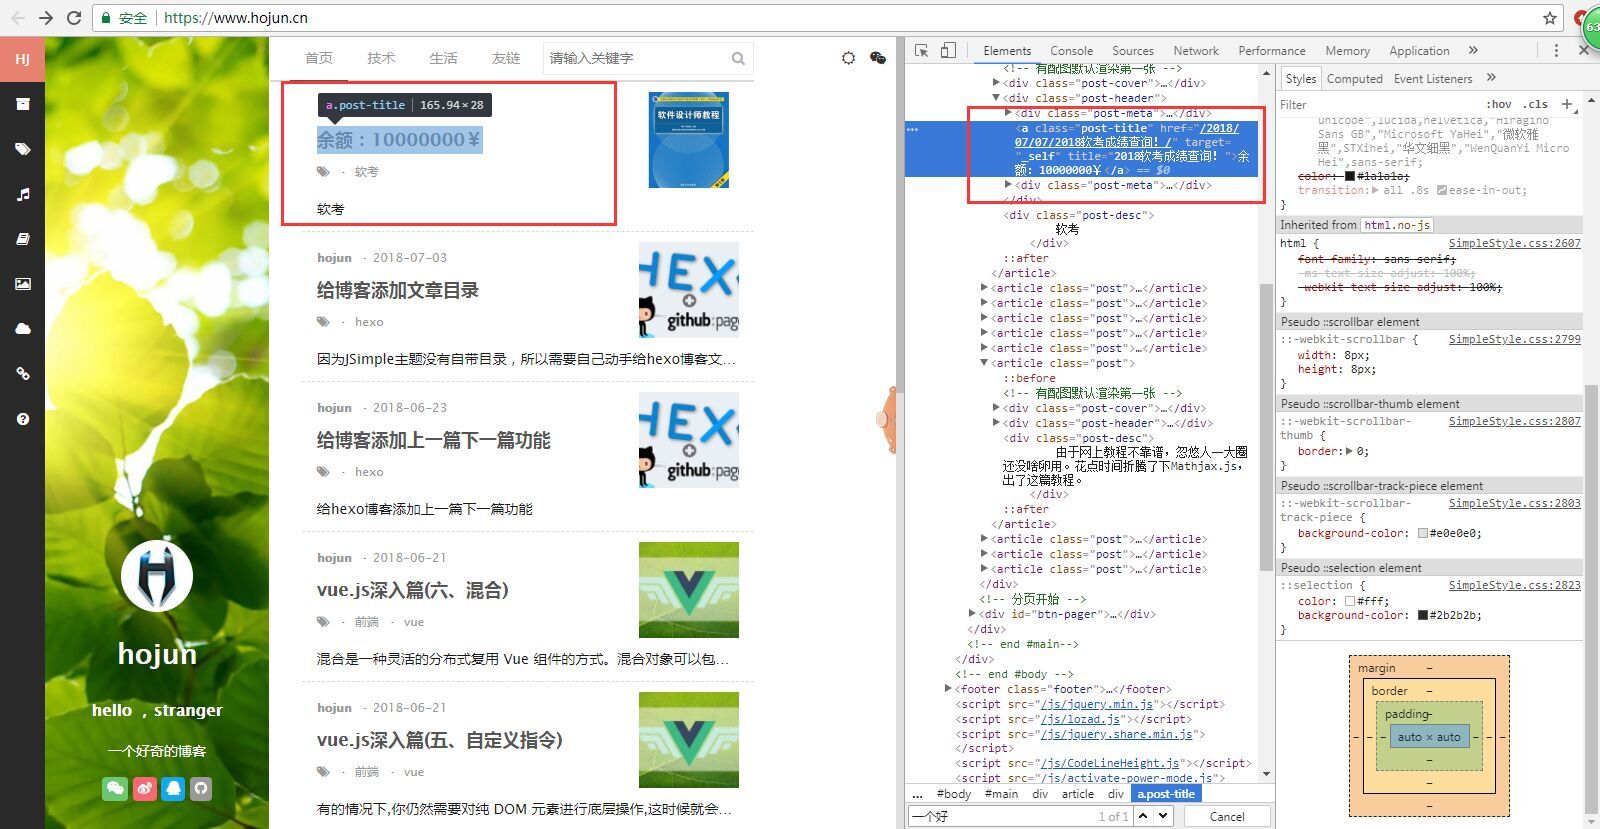 安全 | https://www.hojun.cn
63
HJ
首页 技术 生活 友链 请输入关键字
a.post-title | 165.94 × 28
余额：10000000￥
· 软考
软考
软件设计师教程
hojun · 2018-07-03
给博客添加文章目录
· hexo
因为JSimple主题没有自带目录，所以需要自己动手给hexo博客文...
HEX
github:page
hojun · 2018-06-23
给博客添加上一篇下一篇功能
· hexo
给hexo博客添加上一篇下一篇功能
HEX
github:page
hojun · 2018-06-21
vue.js深入篇(六、混合)
· 前端 · vue
混合是一种灵活的分布式复用 Vue 组件的方式。混合对象可以包...
hojun · 2018-06-21
vue.js深入篇(五、自定义指令)
· 前端 · vue
有的情况下,你仍然需要对纯 DOM 元素进行底层操作,这时候就会...
hojun
hello ，stranger
一个好奇的博客
Elements Console Sources Network Performance Memory Application »
<!-- 有配图默认渲染第一张 -->
<div class="post-cover">…</div>
<div class="post-header">
<div class="post-meta">…</div>
<a class="post-title" href="/2018/
07/07/2018软考成绩查询！/" target=
"_self" title="2018软考成绩查询！">余
额：10000000￥</a> == $0
<div class="post-meta">…</div>
</div>
<div class="post-desc">
软考
</div>
::after
</article>
<article class="post">…</article>
<article class="post">…</article>
<article class="post">…</article>
<article class="post">…</article>
<article class="post">…</article>
<article class="post">
::before
<!-- 有配图默认渲染第一张 -->
<div class="post-cover">…</div>
<div class="post-header">…</div>
<div class="post-desc">
由于网上教程不靠谱，忽悠人一大圈
还没啥卵用。花点时间折腾了下Mathjax.js，
出了这篇教程。
</div>
::after
</article>
<article class="post">…</article>
<article class="post">…</article>
<article class="post">…</article>
</div>
<!-- 分页开始 -->
<div id="btn-pager">…</div>
</div>
<!-- end #main-->
</div>
<!-- end #body -->
<footer class="footer">…</footer>
<script src="/js/jquery.min.js"></script>
<script src="/js/lozad.js"></script>
<script src="/js/jquery.share.min.js">
</script>
<script src="/js/CodeLineHeight.js"></script>
<script src="/js/activate-power-mode.js">
... #body #main div article div a.post-title
一个好 1 of 1 Cancel
Styles Computed Event Listeners »
Filter :hov .cls +
unicode",lucida,helvetica,"Hiragino
Sans GB","Microsoft YaHei","微软雅
黑",STXihei,"华文细黑","WenQuanYi Micro
Hei",sans-serif;
color: #1a1a1a;
transition: all .8s ease-in-out;
}
Inherited from html.no-js
html { SimpleStyle.css:2607
font-family: sans-serif;
-ms-text-size-adjust: 100%;
-webkit-text-size-adjust: 100%;
}
Pseudo ::scrollbar element
::-webkit-scrollbar { SimpleStyle.css:2799
width: 8px;
height: 8px;
}
Pseudo ::scrollbar-thumb element
::-webkit-scrollbar- SimpleStyle.css:2807
thumb {
border: 0;
}
Pseudo ::scrollbar-track-piece element
::-webkit-scrollbar- SimpleStyle.css:2803
track-piece {
background-color: #e0e0e0;
}
Pseudo ::selection element
::selection { SimpleStyle.css:2823
color: #fff;
background-color: #2b2b2b;
}
margin –
border –
padding –
– – – auto × auto – – –
–
–
–